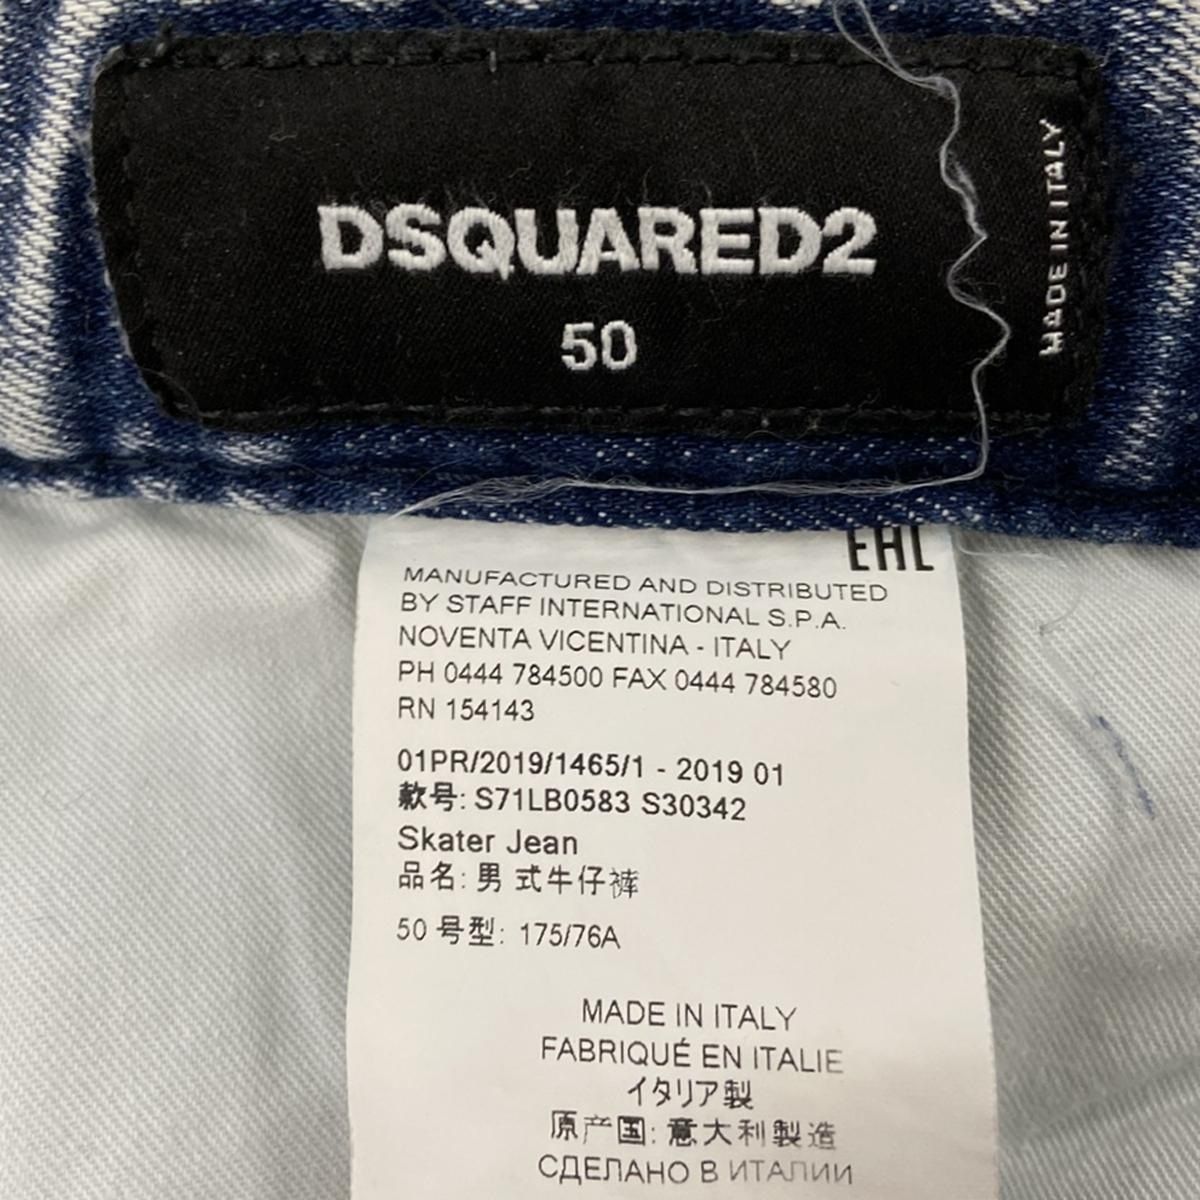 DSQUARED2
50
MADE IN ITALY
EAC
MANUFACTURED AND DISTRIBUTED
BY STAFF INTERNATIONAL S.P.A.
NOVENTA VICENTINA - ITALY
PH 0444 784500 FAX 0444 784580
RN 154143
01PR/2019/1465/1 - 2019 01
款号: S71LB0583 S30342
Skater Jean
品名: 男 式牛仔裤
50 号型: 175/76A
MADE IN ITALY
FABRIQUÉ EN ITALIE
イタリア製
原产国: 意大利製造
СДЕЛАНО В ИТАЛИИ